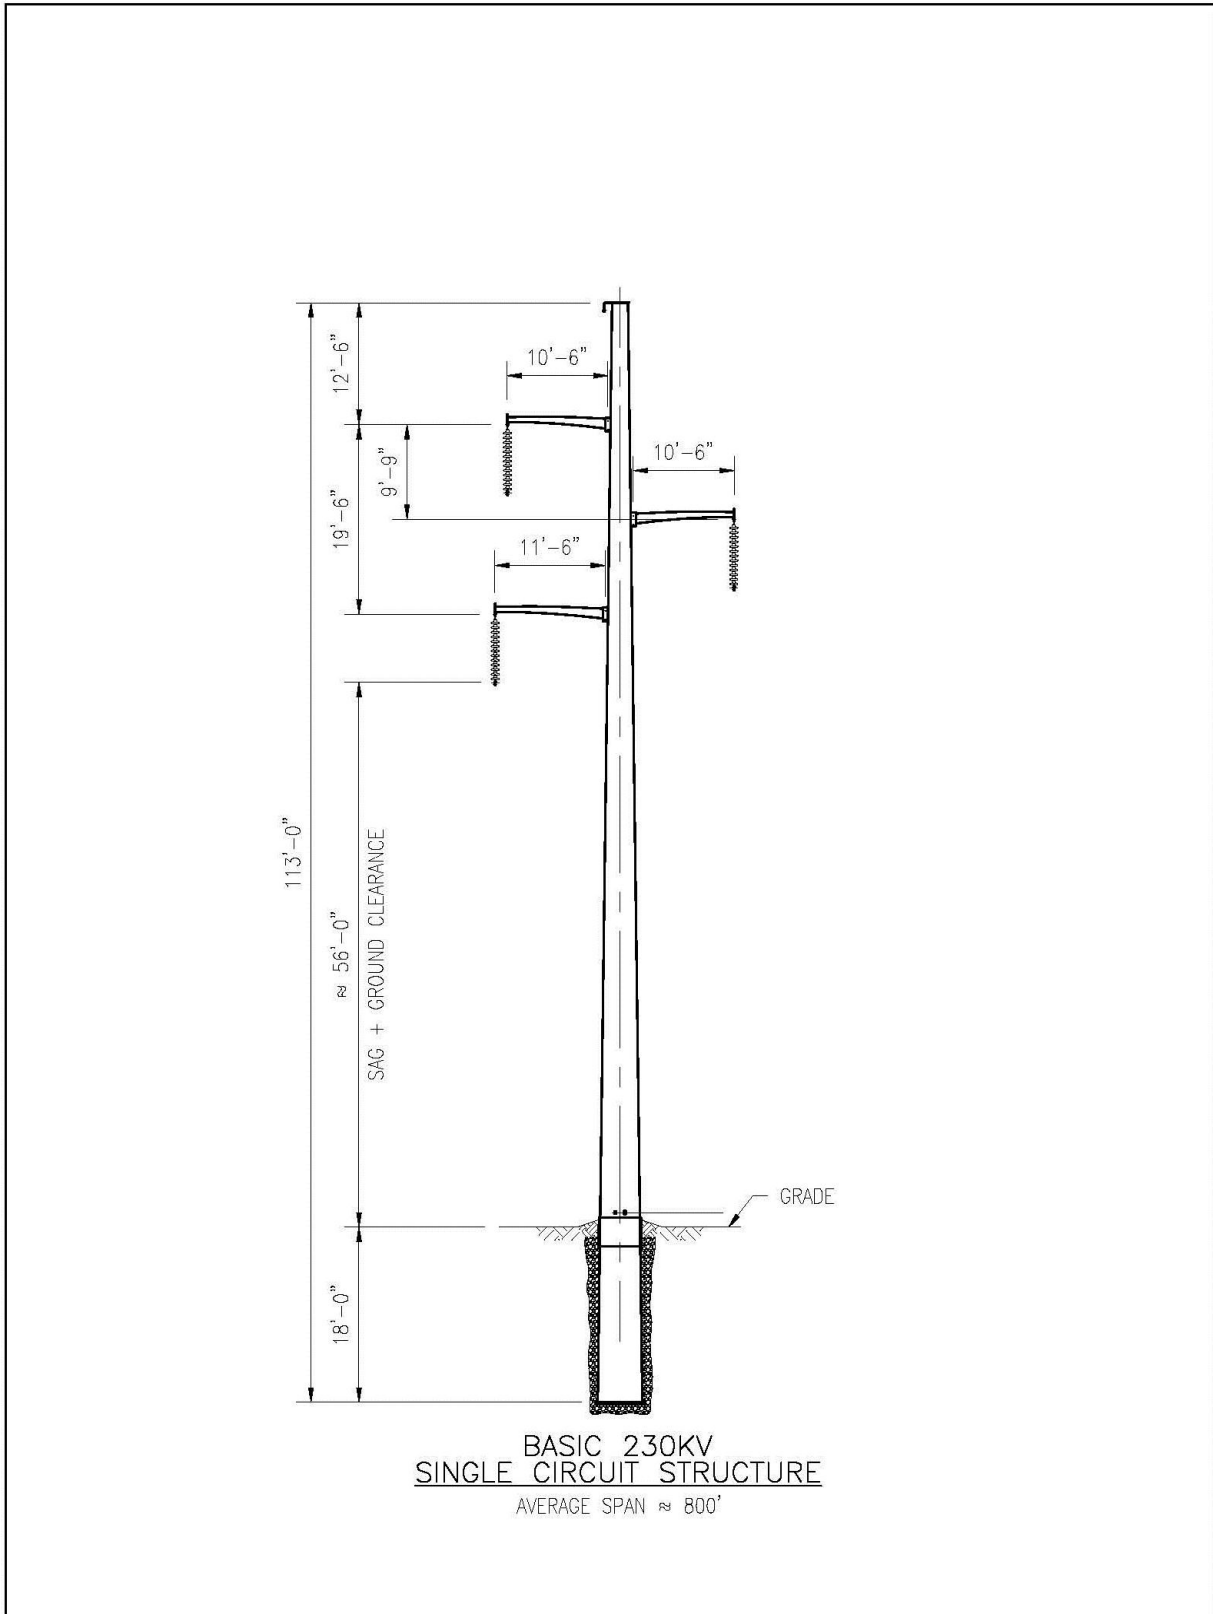 12'-6"
10'-6"
10'-6"
9'-9"
19'-6"
11'-6"
113'-0"
≈ 56'-0"
SAG + GROUND CLEARANCE
GRADE
18'-0"
BASIC 230KV
SINGLE CIRCUIT STRUCTURE
AVERAGE SPAN ≈ 800'